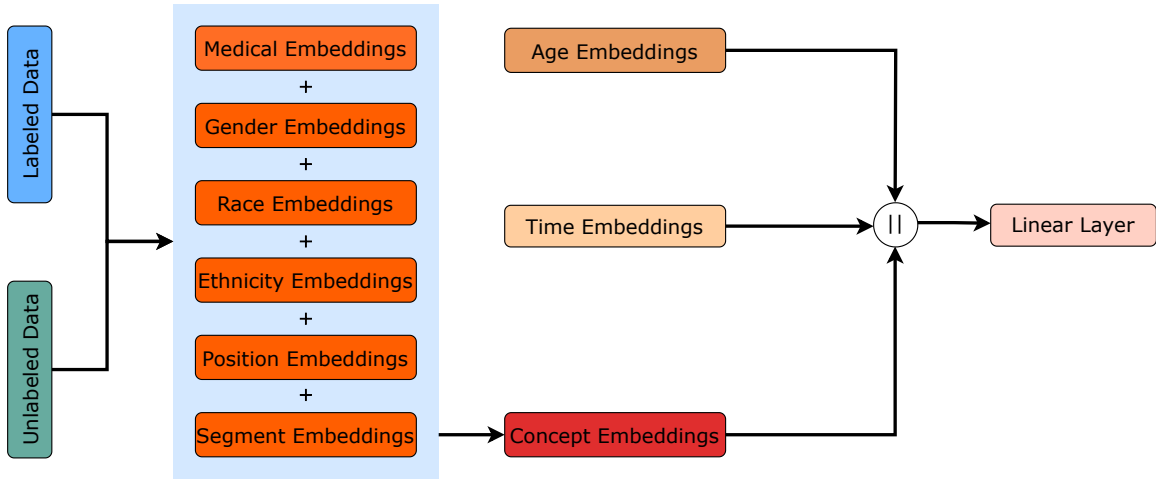 Labeled Data
Unlabeled Data
Medical Embeddings
+
Gender Embeddings
+
Race Embeddings
+
Ethnicity Embeddings
+
Position Embeddings
+
Segment Embeddings
Age Embeddings
Time Embeddings
Concept Embeddings
||
Linear Layer